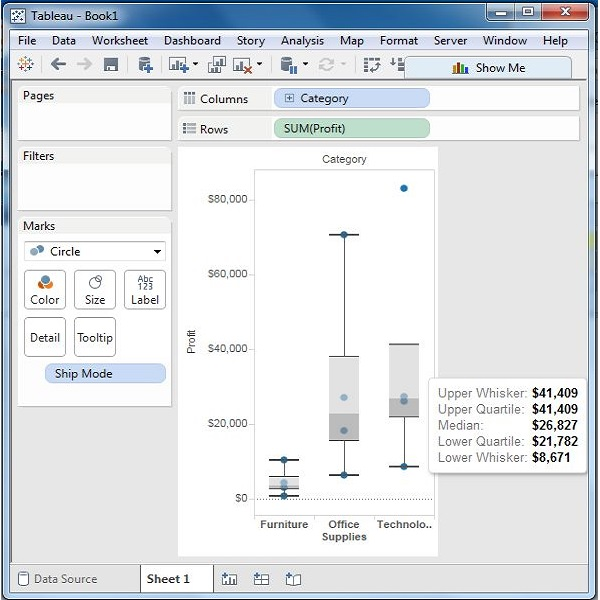 Tableau - Book1
File Data Worksheet Dashboard Story Analysis Map Format Server Window Help
Show Me
Pages
Columns Category
Rows SUM(Profit)
Filters
Marks
Circle
Color Size Abc 123 Label
Detail Tooltip
Ship Mode
Category
Profit
$80,000
$60,000
$40,000
$20,000
$0
Furniture Office Supplies Technolo..
Upper Whisker: $41,409
Upper Quartile: $41,409
Median: $26,827
Lower Quartile: $21,782
Lower Whisker: $8,671
Data Source Sheet 1